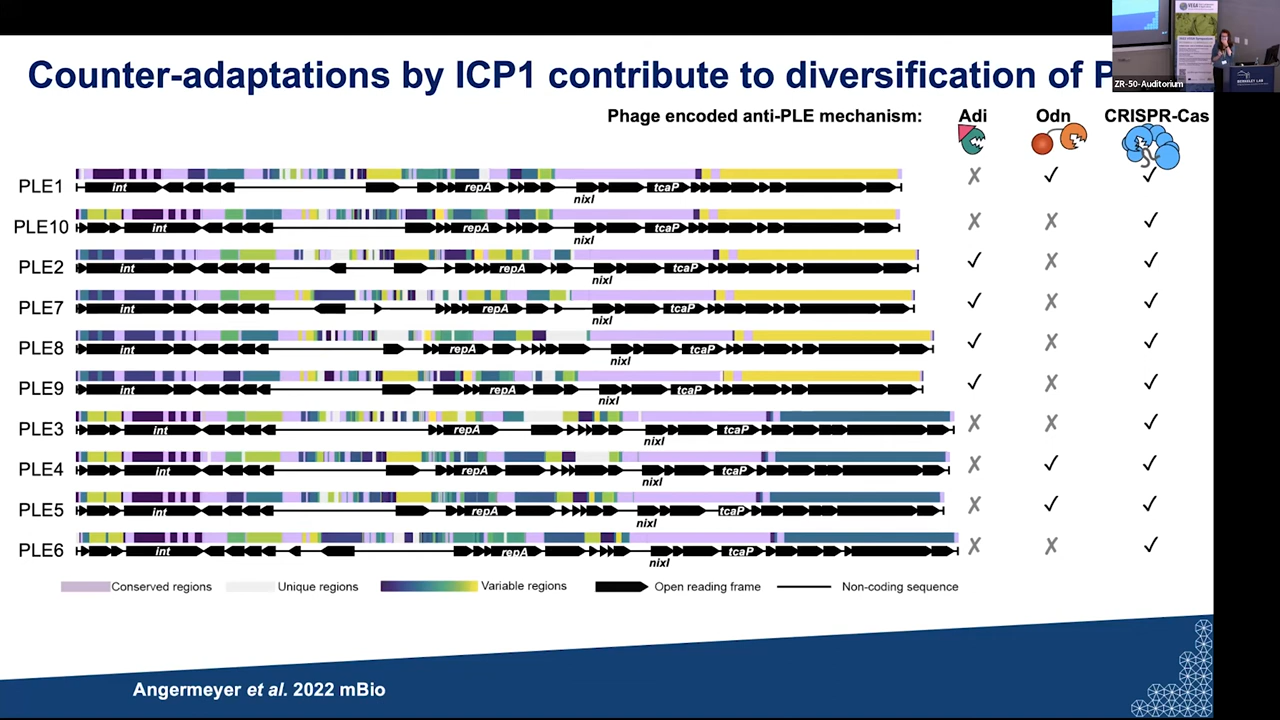 Counter-adaptations by ICP1 contribute to diversification of P
ZR-50-Auditorium
Phage encoded anti-PLE mechanism: Adi Odn CRISPR-Cas
PLE1 int repA nixI tcaP ✗ ✓ ✓
PLE10 int repA nixI tcaP ✗ ✗ ✓
PLE2 int repA nixI tcaP ✓ ✗ ✓
PLE7 int repA nixI tcaP ✓ ✗ ✓
PLE8 int repA nixI tcaP ✓ ✗ ✓
PLE9 int repA nixI tcaP ✓ ✗ ✓
PLE3 int repA nixI tcaP ✗ ✗ ✓
PLE4 int repA nixI tcaP ✗ ✓ ✓
PLE5 int repA nixI tcaP ✗ ✓ ✓
PLE6 int repA nixI tcaP ✗ ✗ ✓
Conserved regions Unique regions Variable regions Open reading frame Non-coding sequence
Angermeyer et al. 2022 mBio